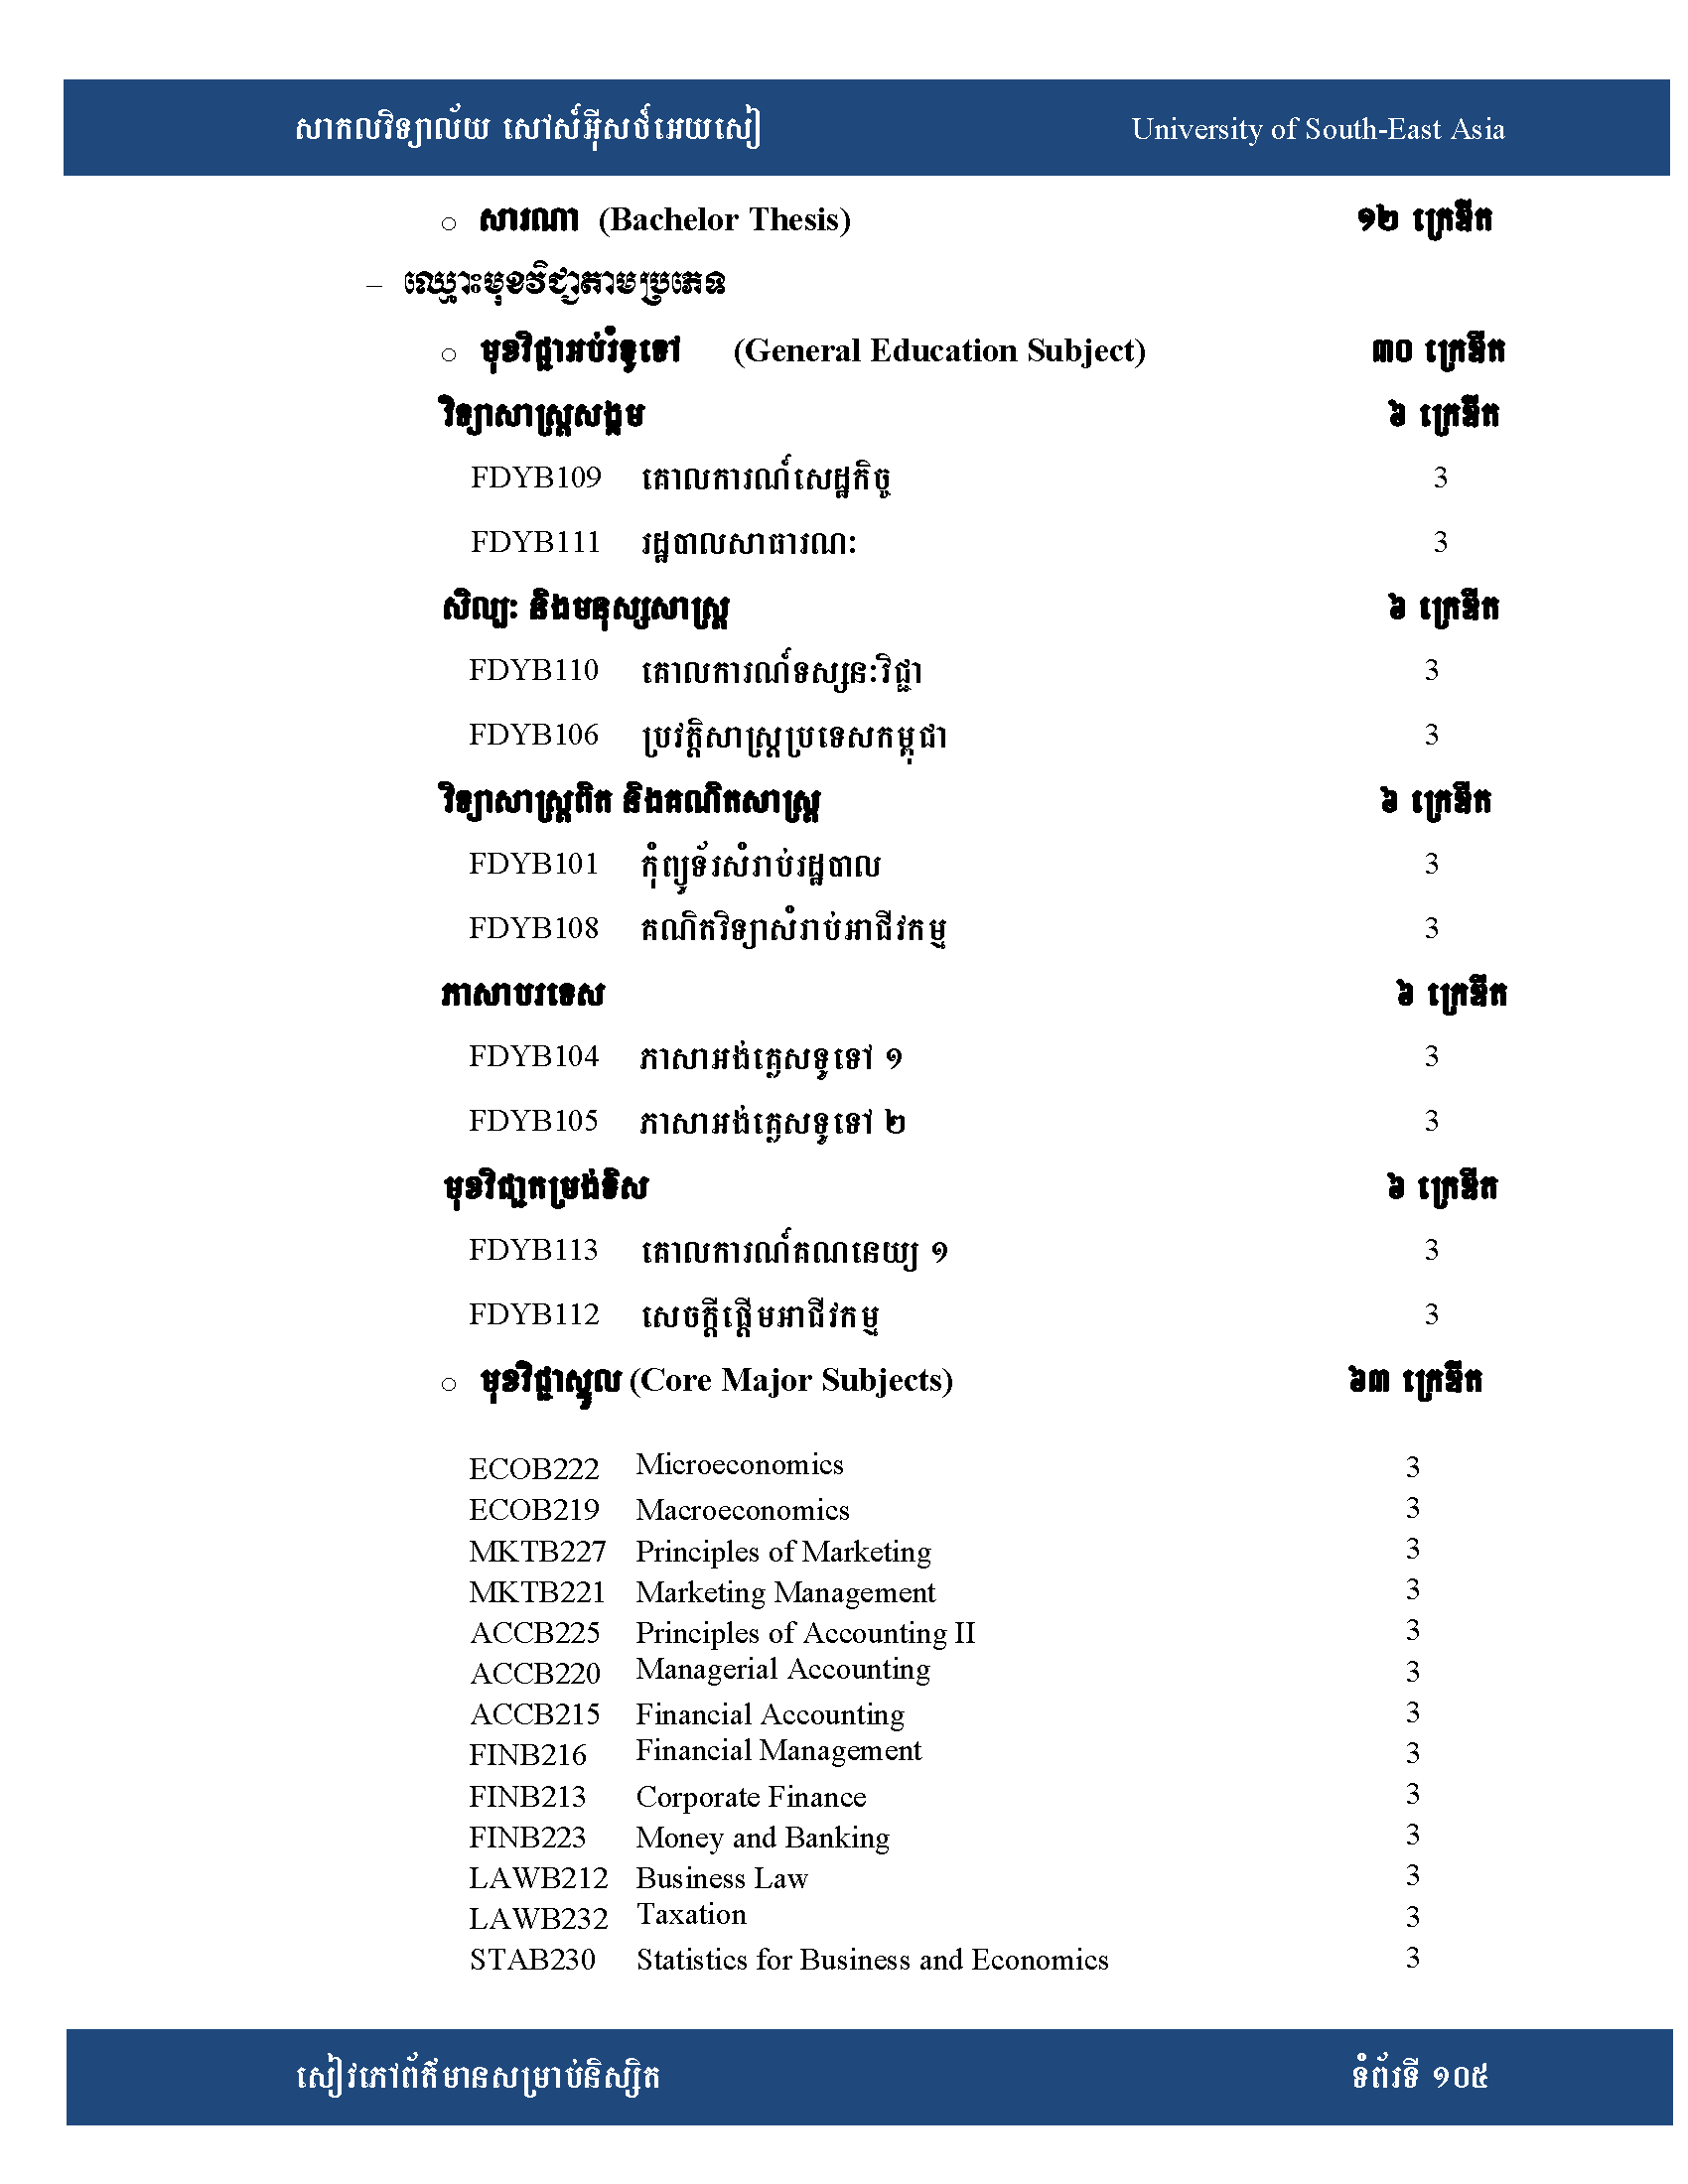 សាកលវិទ្យាល័យ សៅស៍អ៊ីសថ៍អេយសៀ University of South-East Asia
o សារណា (Bachelor Thesis) ១២ ក្រេឌីត
– ឈ្មោះមុខវិជ្ជាតាមប្រភេទ
o មុខវិជ្ជាអប់រំទូទៅ (General Education Subject) ៣០ ក្រេឌីត
វិទ្យាសាស្ត្រសង្គម ៦ ក្រេឌីត
FDYB109 គោលការណ៍សេដ្ឋកិច្ច 3
FDYB111 រដ្ឋបាលសាធារណៈ 3
សិល្បៈ និងមនុស្សសាស្ត្រ ៦ ក្រេឌីត
FDYB110 គោលការណ៍ទស្សនៈវិជ្ជា 3
FDYB106 ប្រវត្តិសាស្ត្រប្រទេសកម្ពុជា 3
វិទ្យាសាស្ត្រពិត និងគណិតសាស្ត្រ ៦ ក្រេឌីត
FDYB101 កុំព្យូទ័រសំរាប់រដ្ឋបាល 3
FDYB108 គណិតវិទ្យាសំរាប់អាជីវកម្ម 3
ភាសាបរទេស ៦ ក្រេឌីត
FDYB104 ភាសាអង់គ្លេសទូទៅ ១ 3
FDYB105 ភាសាអង់គ្លេសទូទៅ ២ 3
មុខវិជ្ជាតម្រង់ទិស ៦ ក្រេឌីត
FDYB113 គោលការណ៍គណនេយ្យ ១ 3
FDYB112 សេចក្តីផ្តើមអាជីវកម្ម 3
o មុខវិជ្ជាស្នូល (Core Major Subjects) ៦៣ ក្រេឌីត
ECOB222 Microeconomics 3
ECOB219 Macroeconomics 3
MKTB227 Principles of Marketing 3
MKTB221 Marketing Management 3
ACCB225 Principles of Accounting II 3
ACCB220 Managerial Accounting 3
ACCB215 Financial Accounting 3
FINB216 Financial Management 3
FINB213 Corporate Finance 3
FINB223 Money and Banking 3
LAWB212 Business Law 3
LAWB232 Taxation 3
STAB230 Statistics for Business and Economics 3
សៀវភៅព័ត៌មានសម្រាប់និស្សិត ទំព័រទី ១០៥